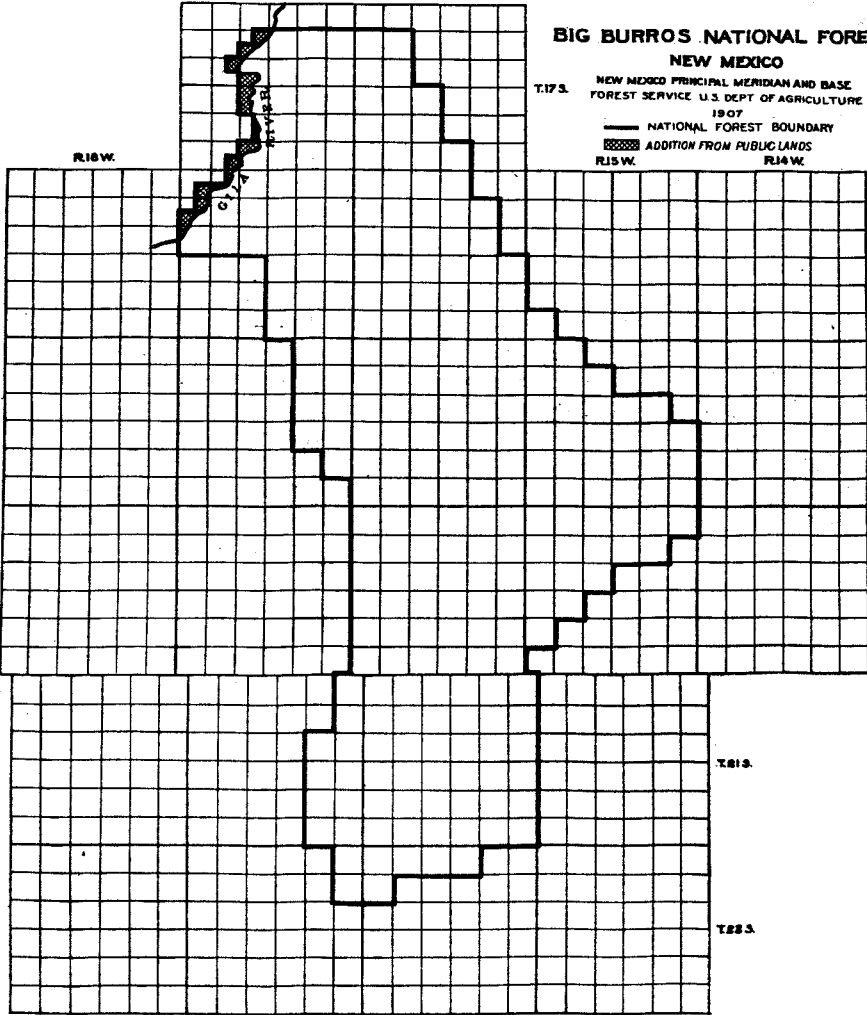 BIG BURROS NATIONAL FORE
NEW MEXICO
NEW MEXICO PRINCIPAL MERIDIAN AND BASE
FOREST SERVICE U.S. DEPT OF AGRICULTURE
1907
NATIONAL FOREST BOUNDARY
ADDITION FROM PUBLIC LANDS
T.17 S.
R.16 W.
R.15 W.
R.14 W.
GILA
RIVER
T.21 S.
T.22 S.